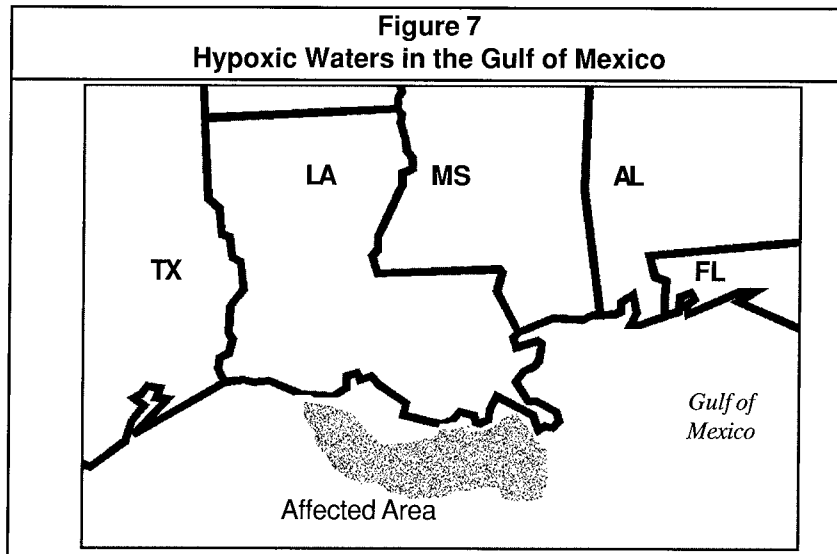 Figure 7
Hypoxic Waters in the Gulf of Mexico
LA
MS
AL
TX
FL
Gulf of
Mexico
Affected Area